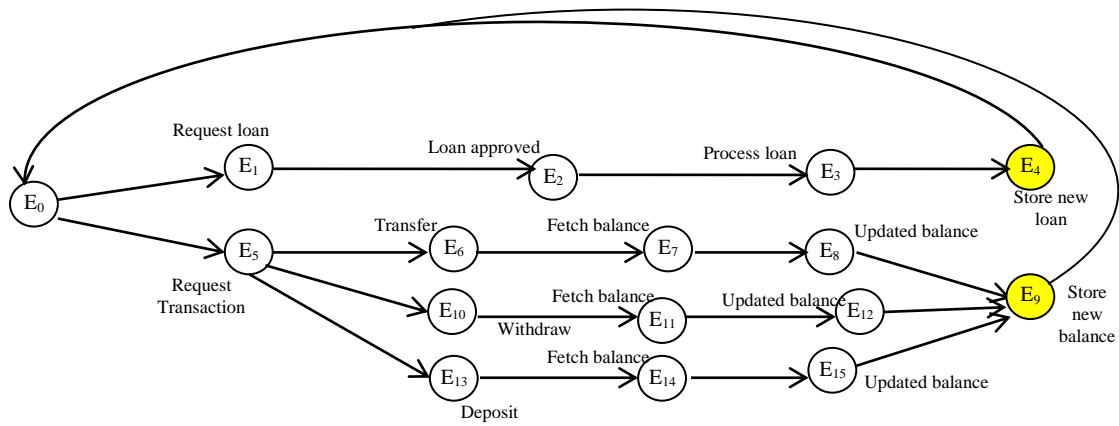 Request loan
Loan approved
Process loan
E₀
E₁
E₂
E₃
E₄
Store new
loan
Transfer
Fetch balance
Updated balance
E₅
E₆
E₇
E₈
Request
Transaction
Fetch balance
Updated balance
E₉
Store
new
balance
E₁₀
Withdraw
E₁₁
E₁₂
Fetch balance
E₁₃
E₁₄
E₁₅
Updated balance
Deposit